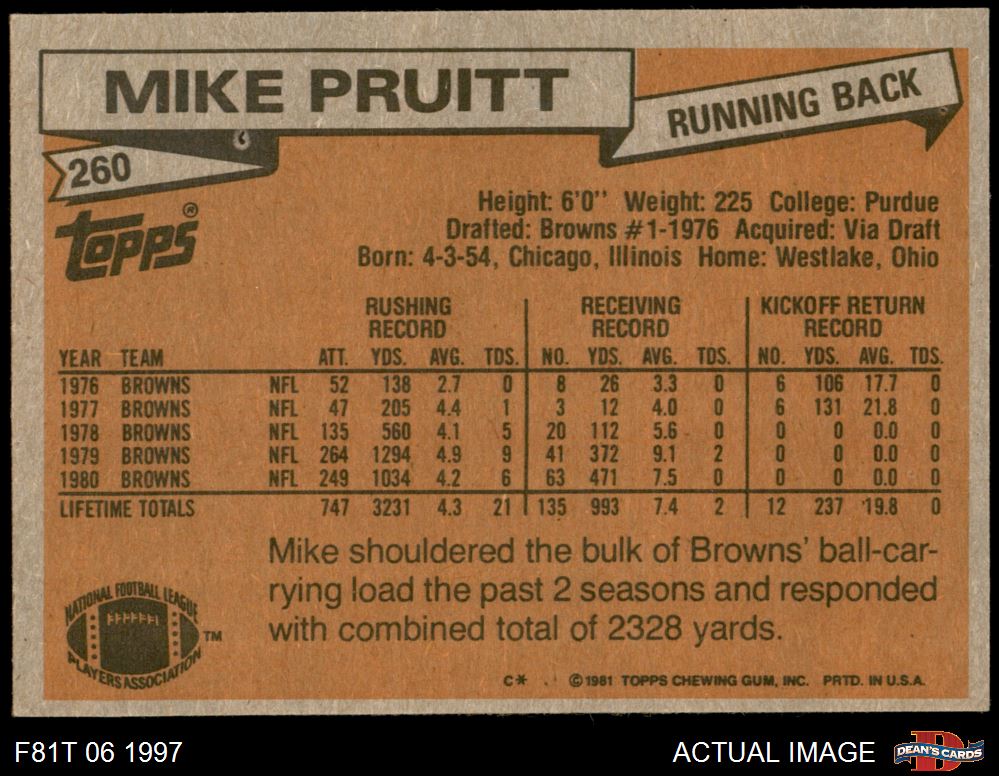 MIKE PRUITT
RUNNING BACK
260
Topps®
Height: 6'0'' Weight: 225 College: Purdue
Drafted: Browns #1-1976 Acquired: Via Draft
Born: 4-3-54, Chicago, Illinois Home: Westlake, Ohio
RUSHING RECORD RECEIVING RECORD KICKOFF RETURN RECORD
YEAR TEAM ATT. YDS. AVG. TDS. NO. YDS. AVG. TDS. NO. YDS. AVG. TDS.
1976 BROWNS NFL 52 138 2.7 0 8 26 3.3 0 6 106 17.7 0
1977 BROWNS NFL 47 205 4.4 1 3 12 4.0 0 6 131 21.8 0
1978 BROWNS NFL 135 560 4.1 5 20 112 5.6 0 0 0 0.0 0
1979 BROWNS NFL 264 1294 4.9 9 41 372 9.1 2 0 0 0.0 0
1980 BROWNS NFL 249 1034 4.2 6 63 471 7.5 0 0 0 0.0 0
LIFETIME TOTALS 747 3231 4.3 21 135 993 7.4 2 12 237 19.8 0
Mike shouldered the bulk of Browns' ball-car-
rying load the past 2 seasons and responded
with combined total of 2328 yards.
NATIONAL FOOTBALL LEAGUE
PLAYERS ASSOCIATION
TM
C* ©1981 TOPPS CHEWING GUM, INC. PRTD. IN U.S.A.
F81T 06 1997
ACTUAL IMAGE
D
DEAN'S CARDS